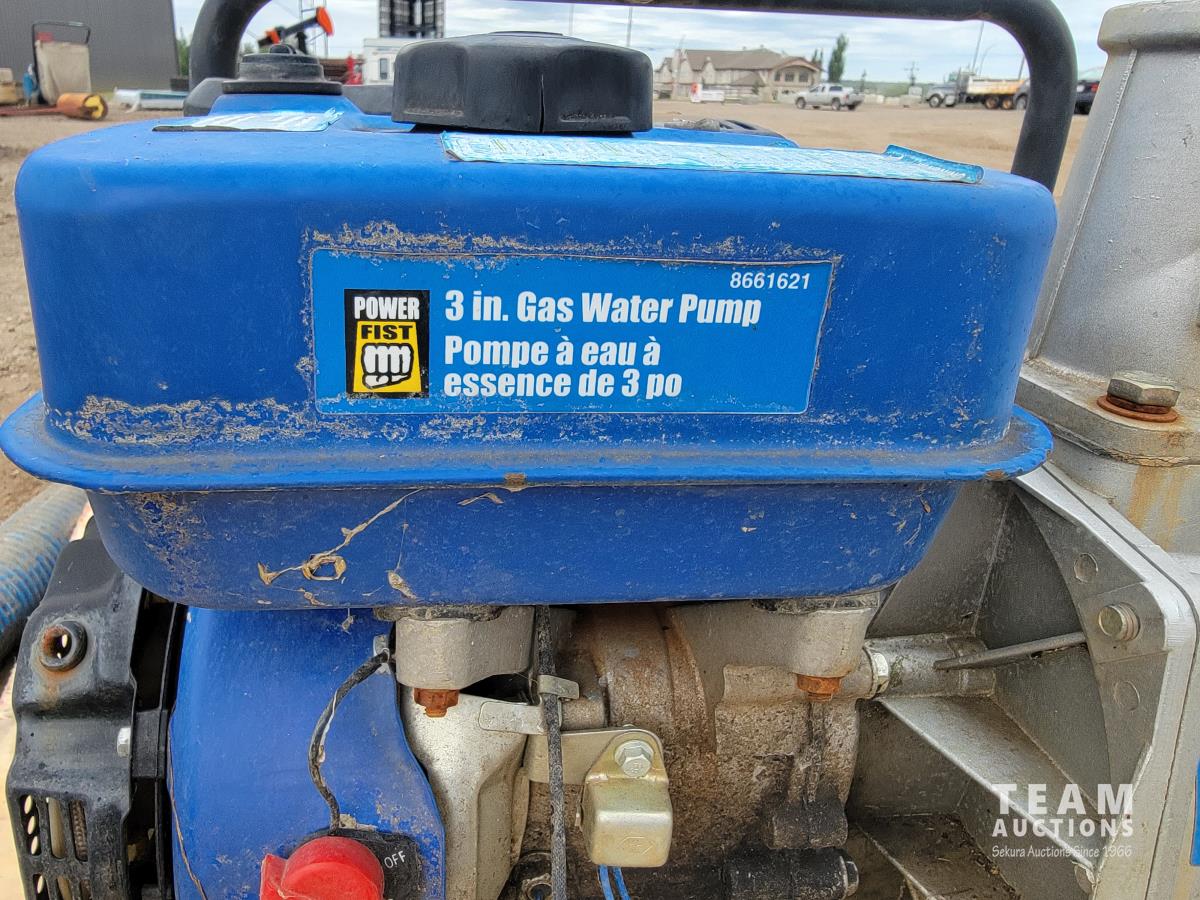 8661621
POWER
FIST
3 in. Gas Water Pump
Pompe à eau à
essence de 3 po
OFF
TEAM
AUCTIONS
Sekura Auctions Since 1966